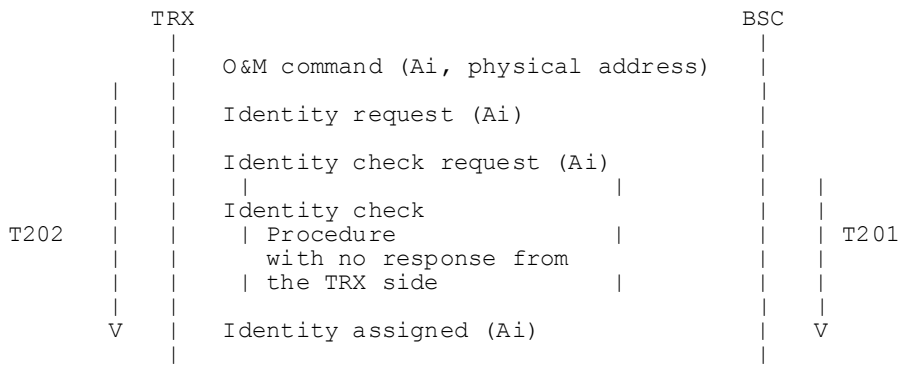 TRX BSC
O&M command (Ai, physical address)
Identity request (Ai)
Identity check request (Ai)
Identity check
T202 Procedure T201
with no response from
the TRX side
V Identity assigned (Ai) V